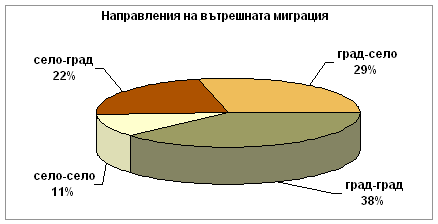 Направления на вътрешната миграция
село-град
22%
град-село
29%
село-село
11%
град-град
38%